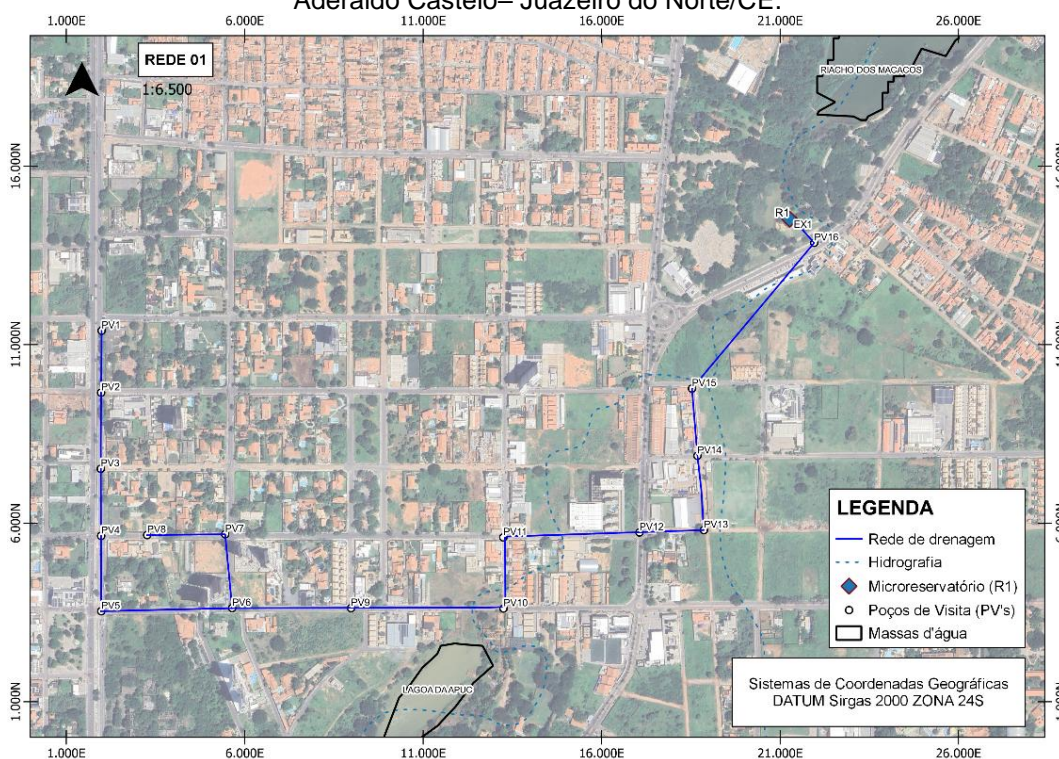 Aderaldo Castelo– Juazeiro do Norte/CE.
1.000E
6.000E
11.000E
16.000E
21.000E
26.000E
REDE 01
1:6.500
RIACHO DOS MACACOS
16.000N
R1
EX1
PV16
PV1
11.000N
11.000N
PV2
PV15
PV3
PV14
PV4
PV8
PV7
PV11
PV12
PV13
6.000N
PV5
PV6
PV9
PV10
LEGENDA
Rede de drenagem
Hidrografia
Microreservatório (R1)
Poços de Visita (PV's)
Massas d'água
LAGOA DA APUC
Sistemas de Coordenadas Geográficas
DATUM Sirgas 2000 ZONA 24S
1.000N
1.000E
6.000E
11.000E
16.000E
21.000E
26.000E